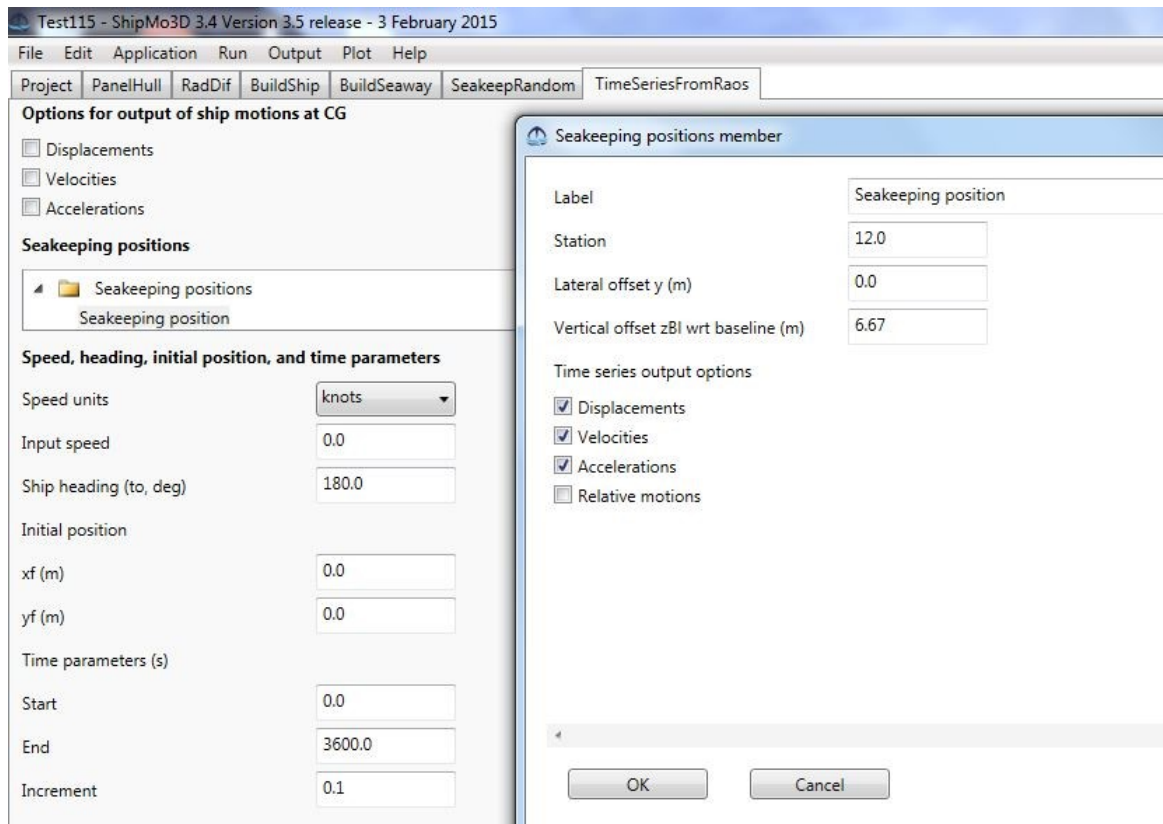 Test115 - ShipMo3D 3.4 Version 3.5 release - 3 February 2015
File Edit Application Run Output Plot Help
Project PanelHull RadDif BuildShip BuildSeaway SeakeepRandom TimeSeriesFromRaos
Options for output of ship motions at CG
Displacements
Velocities
Accelerations
Seakeeping positions
Seakeeping positions
Seakeeping position
Speed, heading, initial position, and time parameters
Speed units knots
Input speed 0.0
Ship heading (to, deg) 180.0
Initial position
xf (m) 0.0
yf (m) 0.0
Time parameters (s)
Start 0.0
End 3600.0
Increment 0.1
Seakeeping positions member
Label Seakeeping position
Station 12.0
Lateral offset y (m) 0.0
Vertical offset zBl wrt baseline (m) 6.67
Time series output options
Displacements
Velocities
Accelerations
Relative motions
OK Cancel